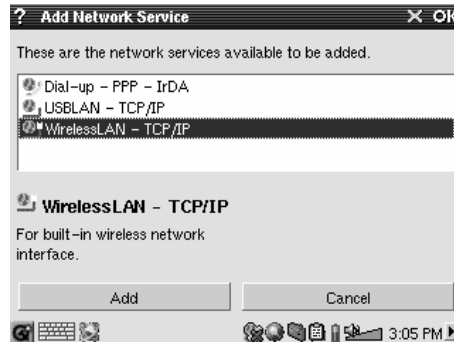 ? Add Network Service × OK
These are the network services available to be added.
Dial-up - PPP - IrDA
USBLAN - TCP/IP
WirelessLAN - TCP/IP
WirelessLAN - TCP/IP
For built-in wireless network
interface.
Add Cancel
3:05 PM